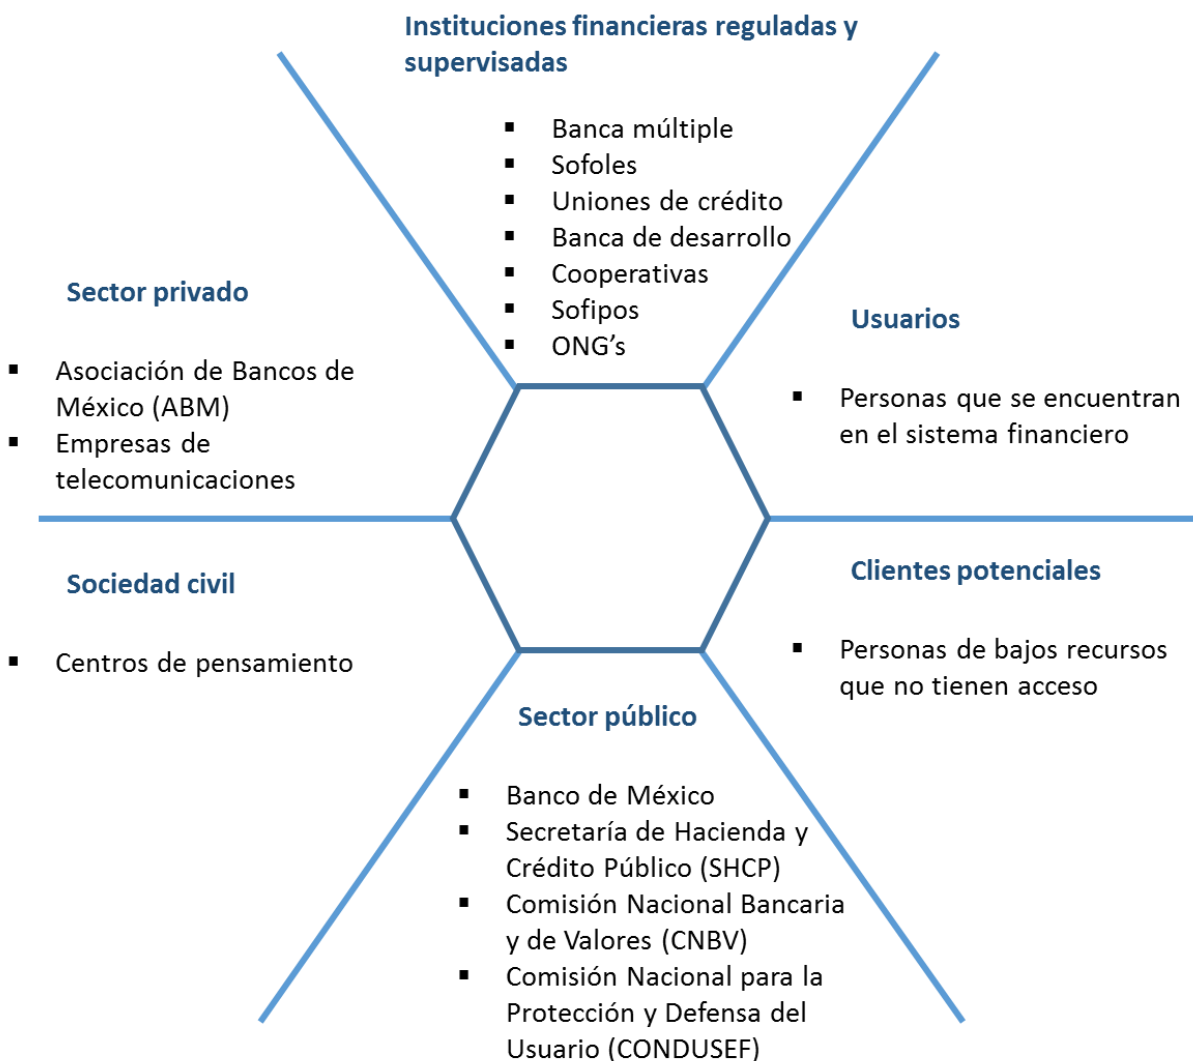 Instituciones financieras reguladas y
supervisadas
▪ Banca múltiple
▪ Sofoles
▪ Uniones de crédito
▪ Banca de desarrollo
▪ Cooperativas
▪ Sofipos
▪ ONG’s
Sector privado
▪ Asociación de Bancos de
México (ABM)
▪ Empresas de
telecomunicaciones
Usuarios
▪ Personas que se encuentran
en el sistema financiero
Sociedad civil
▪ Centros de pensamiento
Clientes potenciales
▪ Personas de bajos recursos
que no tienen acceso
Sector público
▪ Banco de México
▪ Secretaría de Hacienda y
Crédito Público (SHCP)
▪ Comisión Nacional Bancaria
y de Valores (CNBV)
▪ Comisión Nacional para la
Protección y Defensa del
Usuario (CONDUSEF)